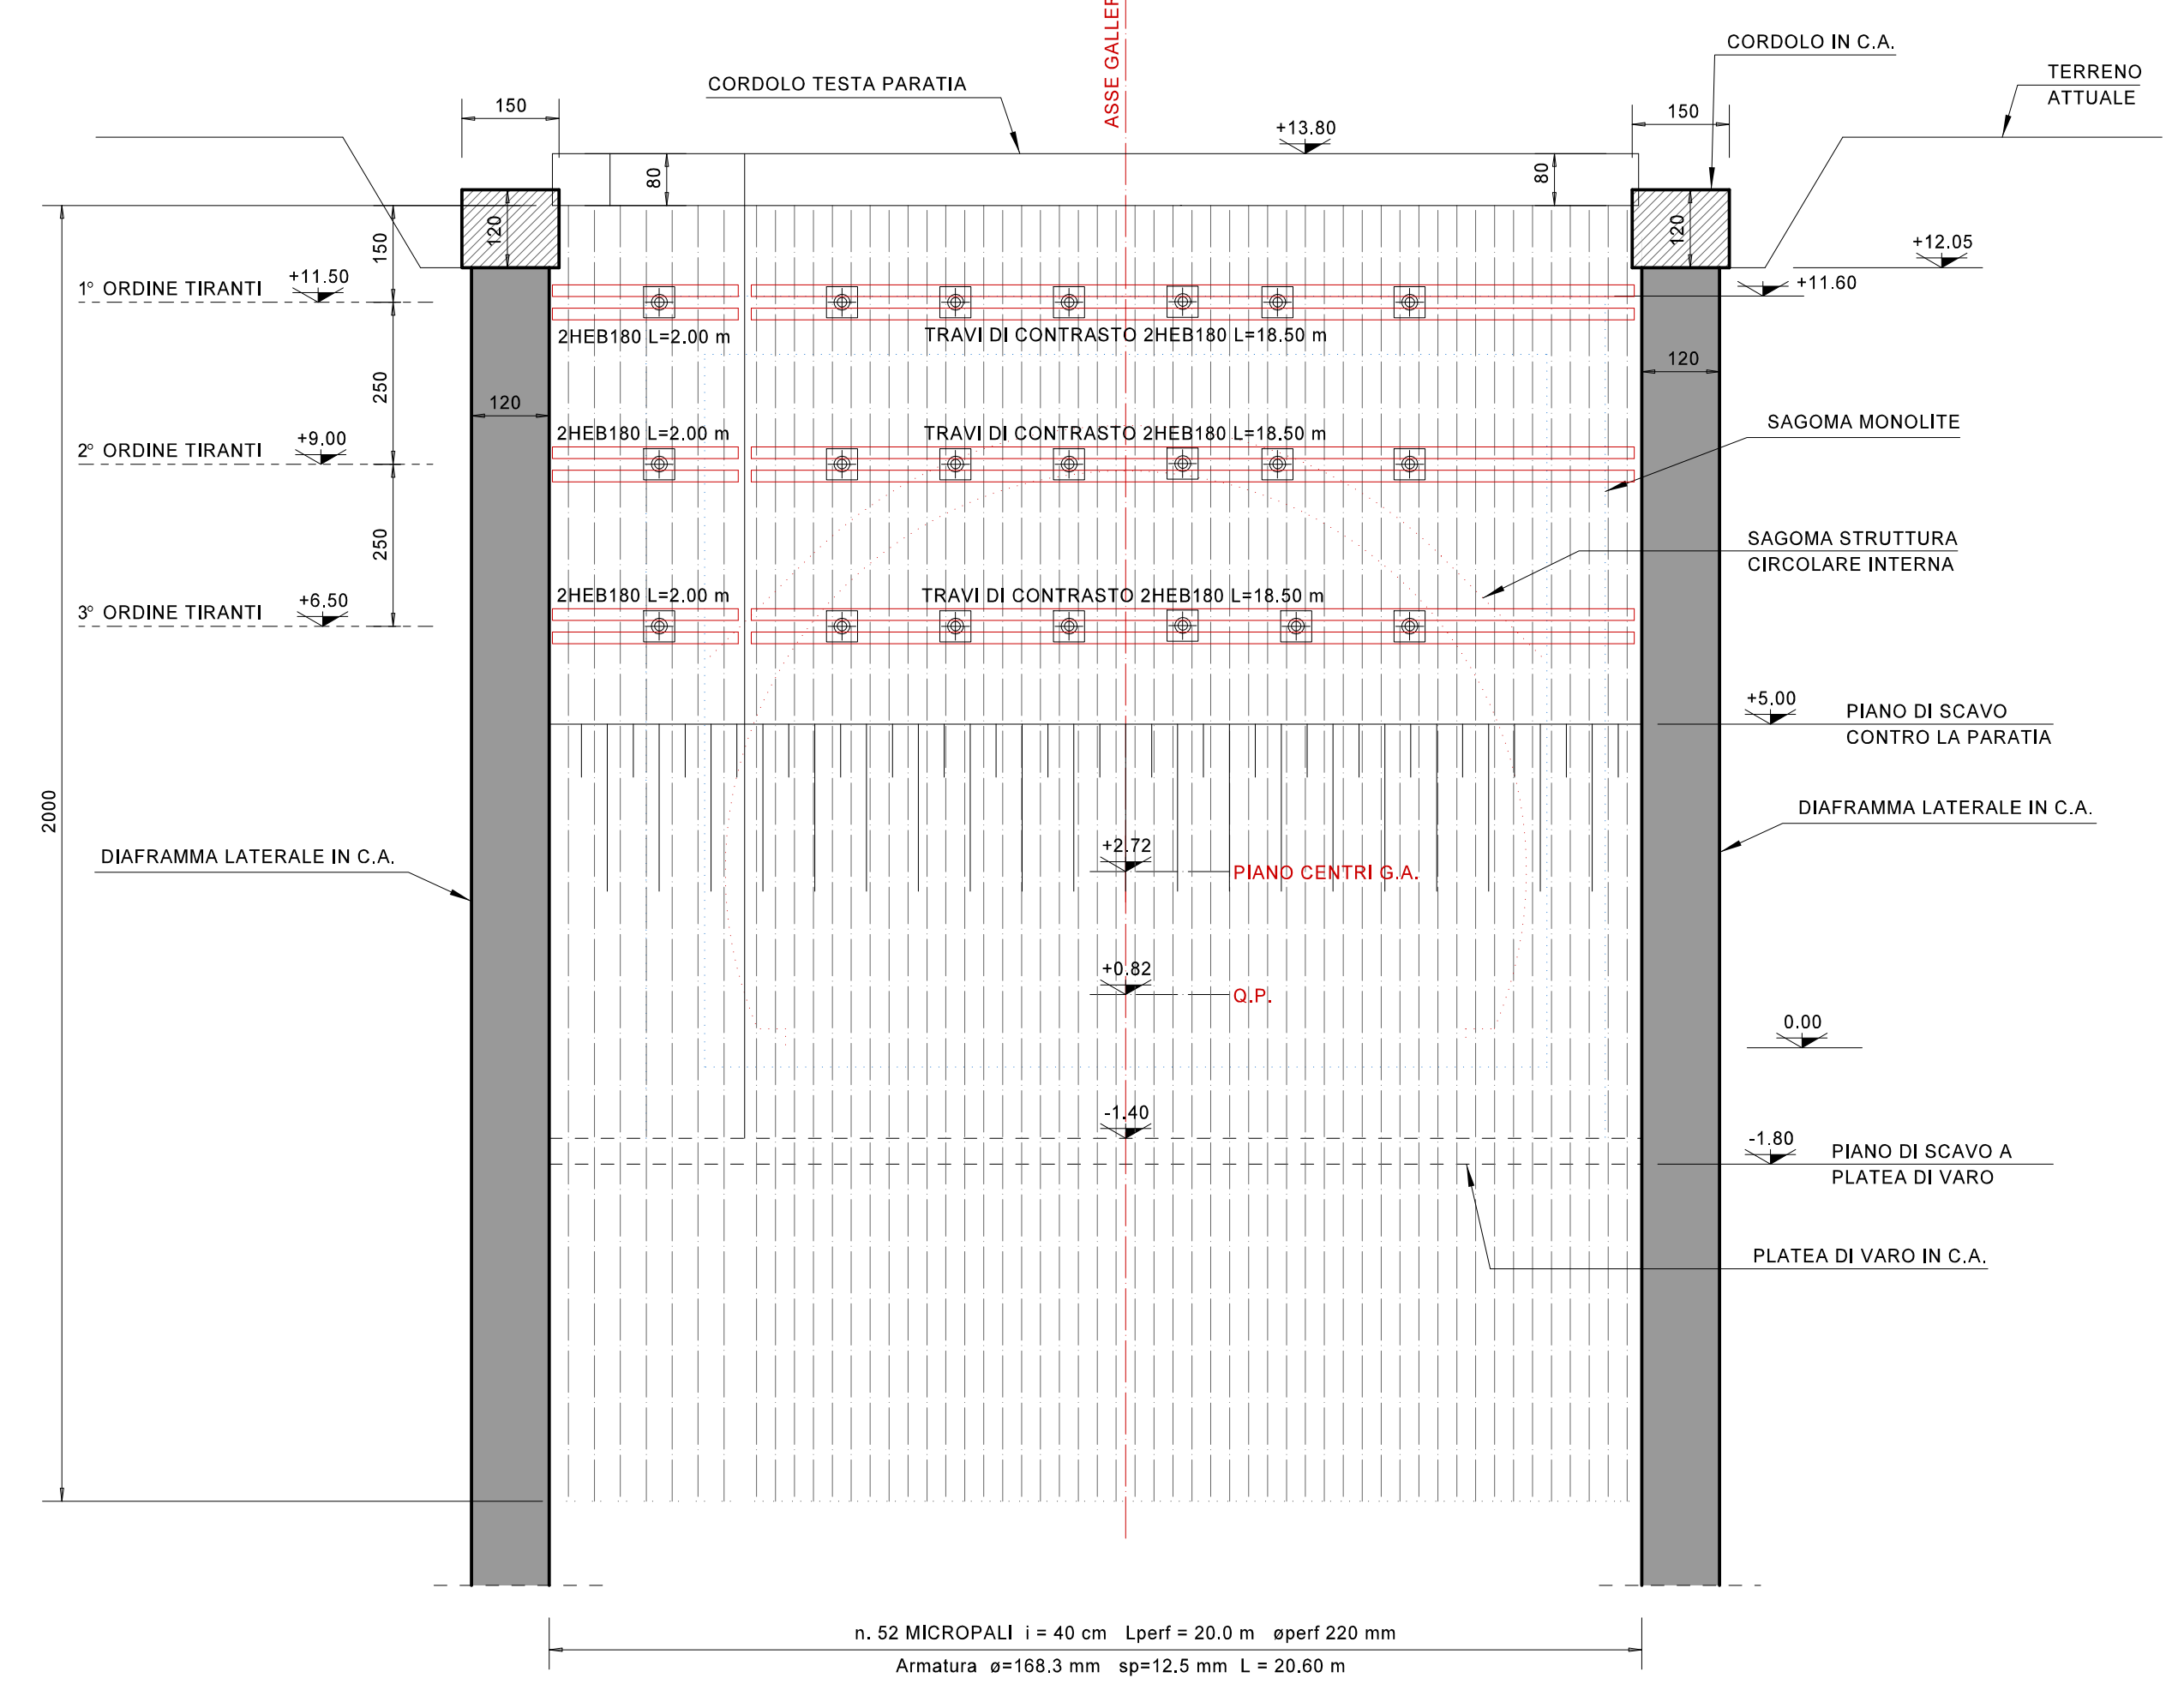 ASSE GALLER
CORDOLO IN C.A.
TERRENO
ATTUALE
CORDOLO TESTA PARATIA
150
150
+13.80
80
80
120
120
150
+12.05
+11.50
1° ORDINE TIRANTI
+11.60
2HEB180 L=2.00 m
TRAVI DI CONTRASTO 2HEB180 L=18.50 m
120
250
120
SAGOMA MONOLITE
2HEB180 L=2.00 m
TRAVI DI CONTRASTO 2HEB180 L=18.50 m
+9.00
2° ORDINE TIRANTI
250
SAGOMA STRUTTURA
CIRCOLARE INTERNA
2HEB180 L=2.00 m
TRAVI DI CONTRASTO 2HEB180 L=18.50 m
+6.50
3° ORDINE TIRANTI
+5.00
PIANO DI SCAVO
CONTRO LA PARATIA
2000
DIAFRAMMA LATERALE IN C.A.
DIAFRAMMA LATERALE IN C.A.
+2.72
PIANO CENTRI G.A.
+0.82
Q.P.
0.00
-1.40
-1.80
PIANO DI SCAVO A
PLATEA DI VARO
PLATEA DI VARO IN C.A.
n. 52 MICROPALI i = 40 cm Lperf = 20.0 m øperf 220 mm
Armatura ø=168.3 mm sp=12.5 mm L = 20.60 m